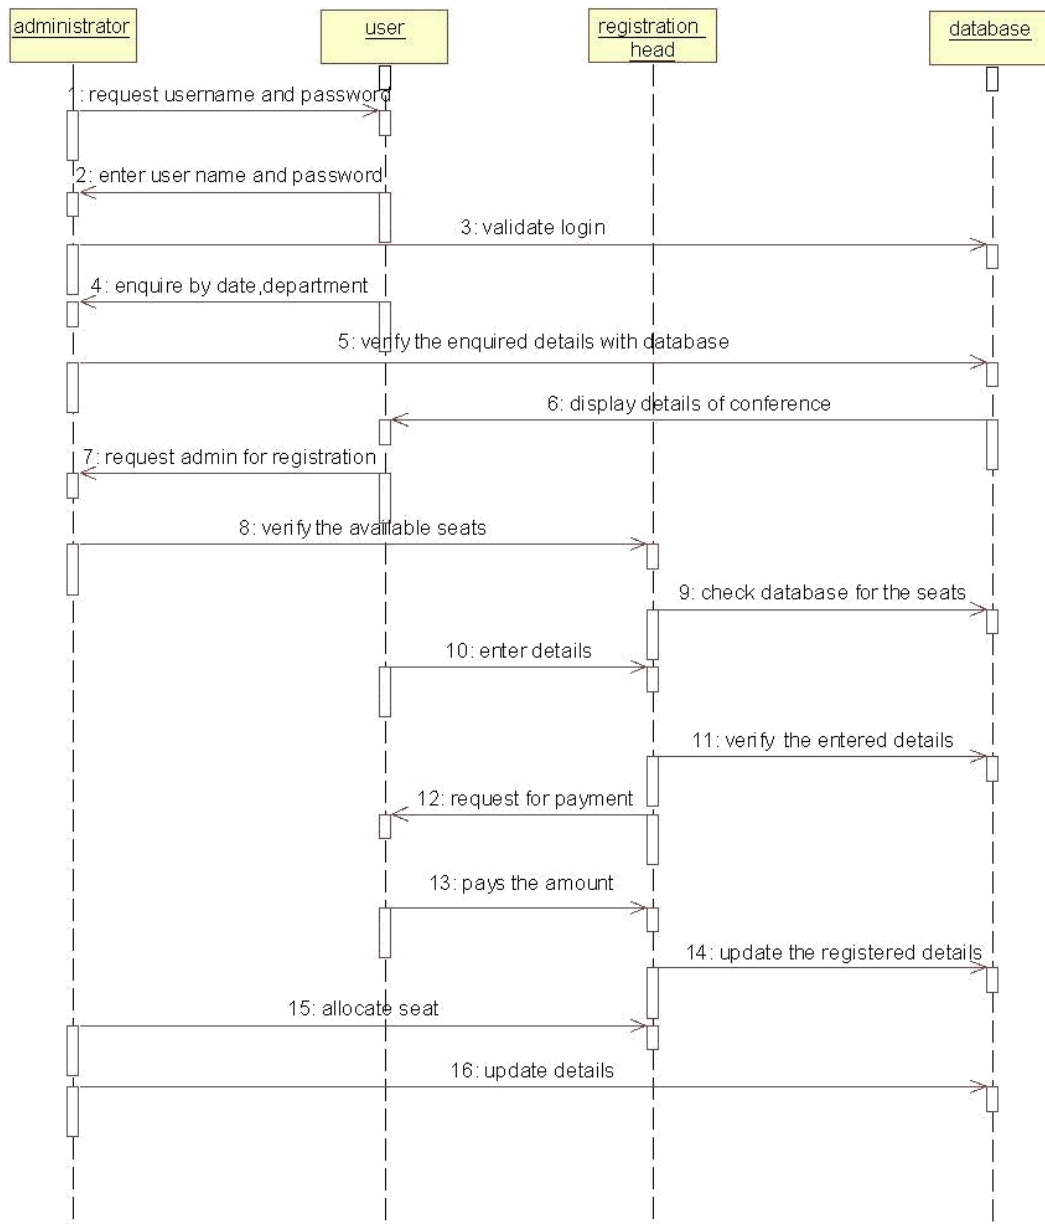 administrator
user
registration
head
database
1: request username and password
2: enter user name and password
3: validate login
4: enquire by date,department
5: verify the enquired details with database
6: display details of conference
7: request admin for registration
8: verify the available seats
9: check database for the seats
10: enter details
11: verify the entered details
12: request for payment
13: pays the amount
14: update the registered details
15: allocate seat
16: update details